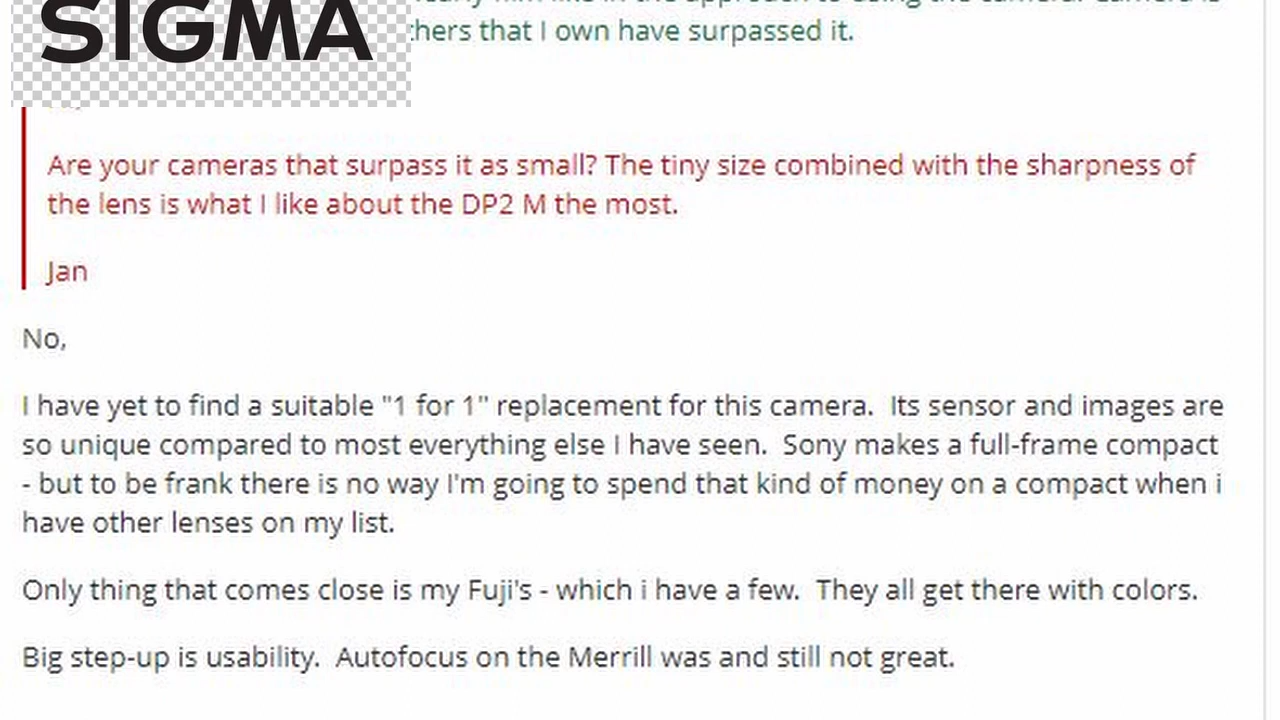 SIGMA
hers that I own have surpassed it.
Are your cameras that surpass it as small? The tiny size combined with the sharpness of
the lens is what I like about the DP2 M the most.
Jan
No,
I have yet to find a suitable "1 for 1" replacement for this camera.  Its sensor and images are
so unique compared to most everything else I have seen.  Sony makes a full-frame compact
- but to be frank there is no way I'm going to spend that kind of money on a compact when i
have other lenses on my list.
Only thing that comes close is my Fuji's - which i have a few.  They all get there with colors.
Big step-up is usability.  Autofocus on the Merrill was and still not great.